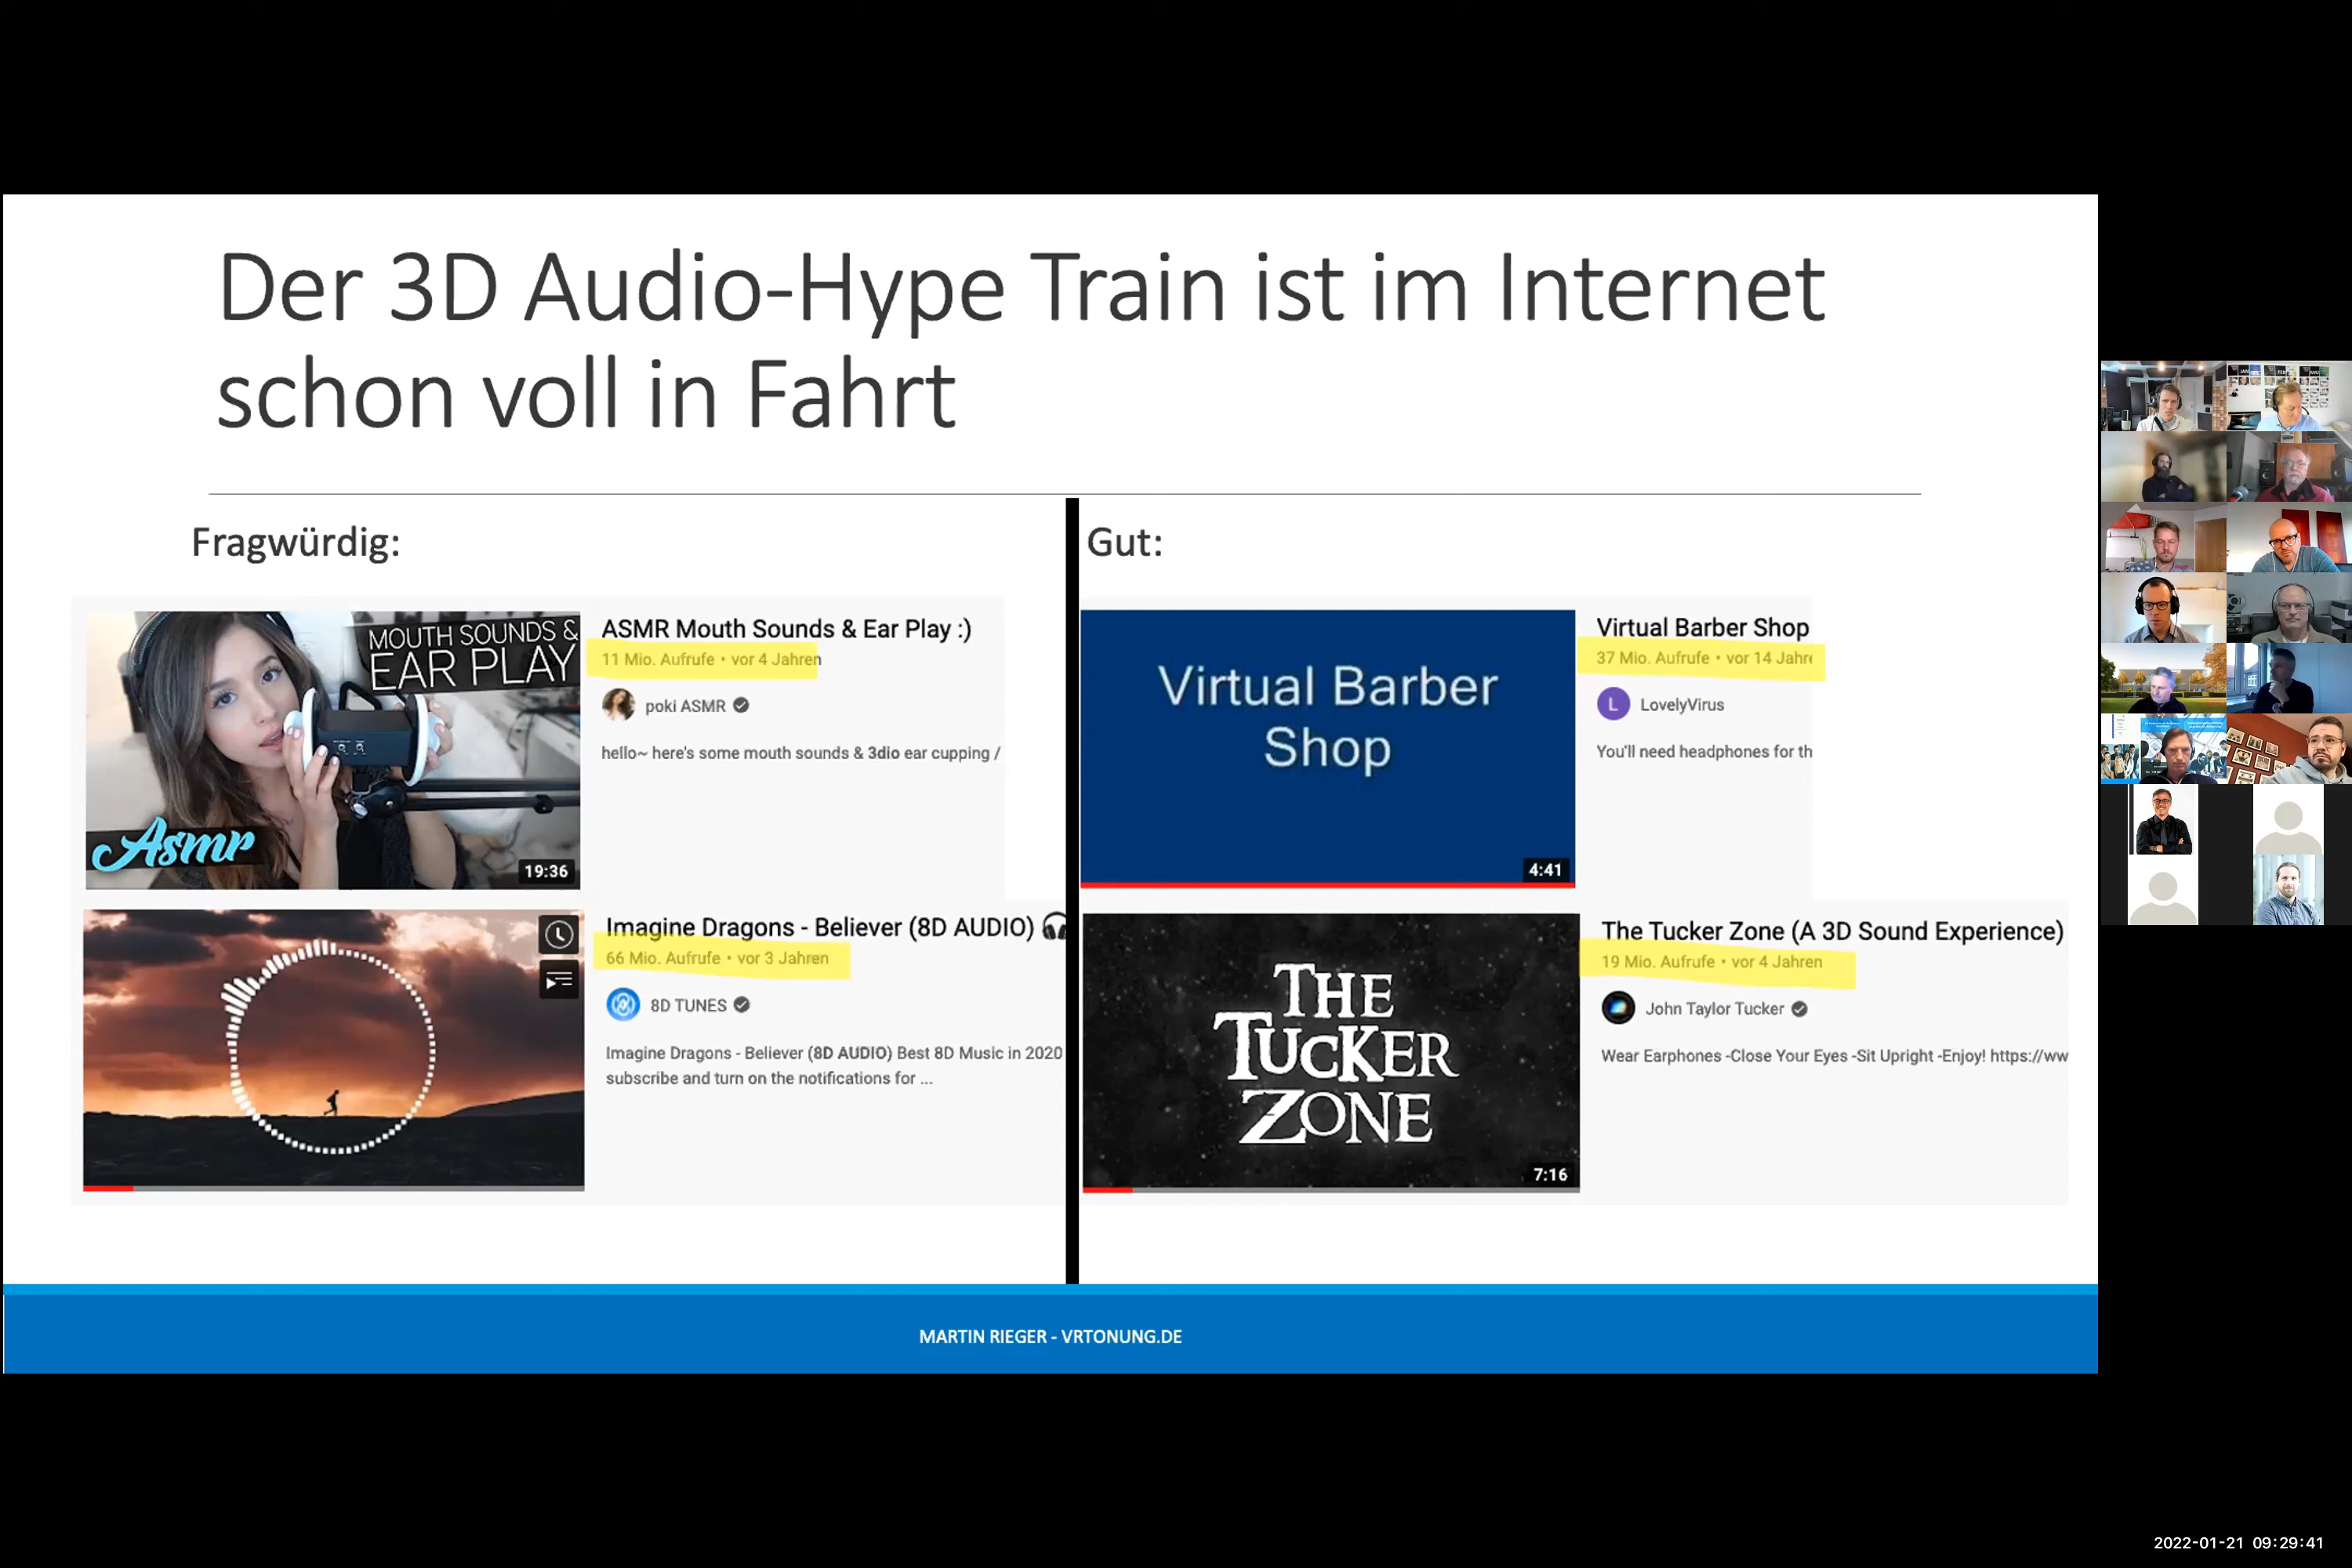 Der 3D Audio-Hype Train ist im Internet
schon voll in Fahrt
Fragwürdig:
MOUTH SOUNDS &
EAR PLAY
Asmr
19:36
ASMR Mouth Sounds & Ear Play :)
11 Mio. Aufrufe • vor 4 Jahren
poki ASMR
hello~ here's some mouth sounds & 3dio ear cupping /
Imagine Dragons - Believer (8D AUDIO)
66 Mio. Aufrufe • vor 3 Jahren
8D TUNES
Imagine Dragons - Believer (8D AUDIO) Best 8D Music in 2020
subscribe and turn on the notifications for ...
Gut:
Virtual Barber
Shop
4:41
Virtual Barber Shop
37 Mio. Aufrufe • vor 14 Jahre
L
LovelyVirus
You'll need headphones for th
THE
TUCKER
ZONE
7:16
The Tucker Zone (A 3D Sound Experience)
19 Mio. Aufrufe • vor 4 Jahren
John Taylor Tucker
Wear Earphones -Close Your Eyes -Sit Upright -Enjoy! https://ww
MARTIN RIEGER - VRTONUNG.DE
2022-01-21 09:29:41